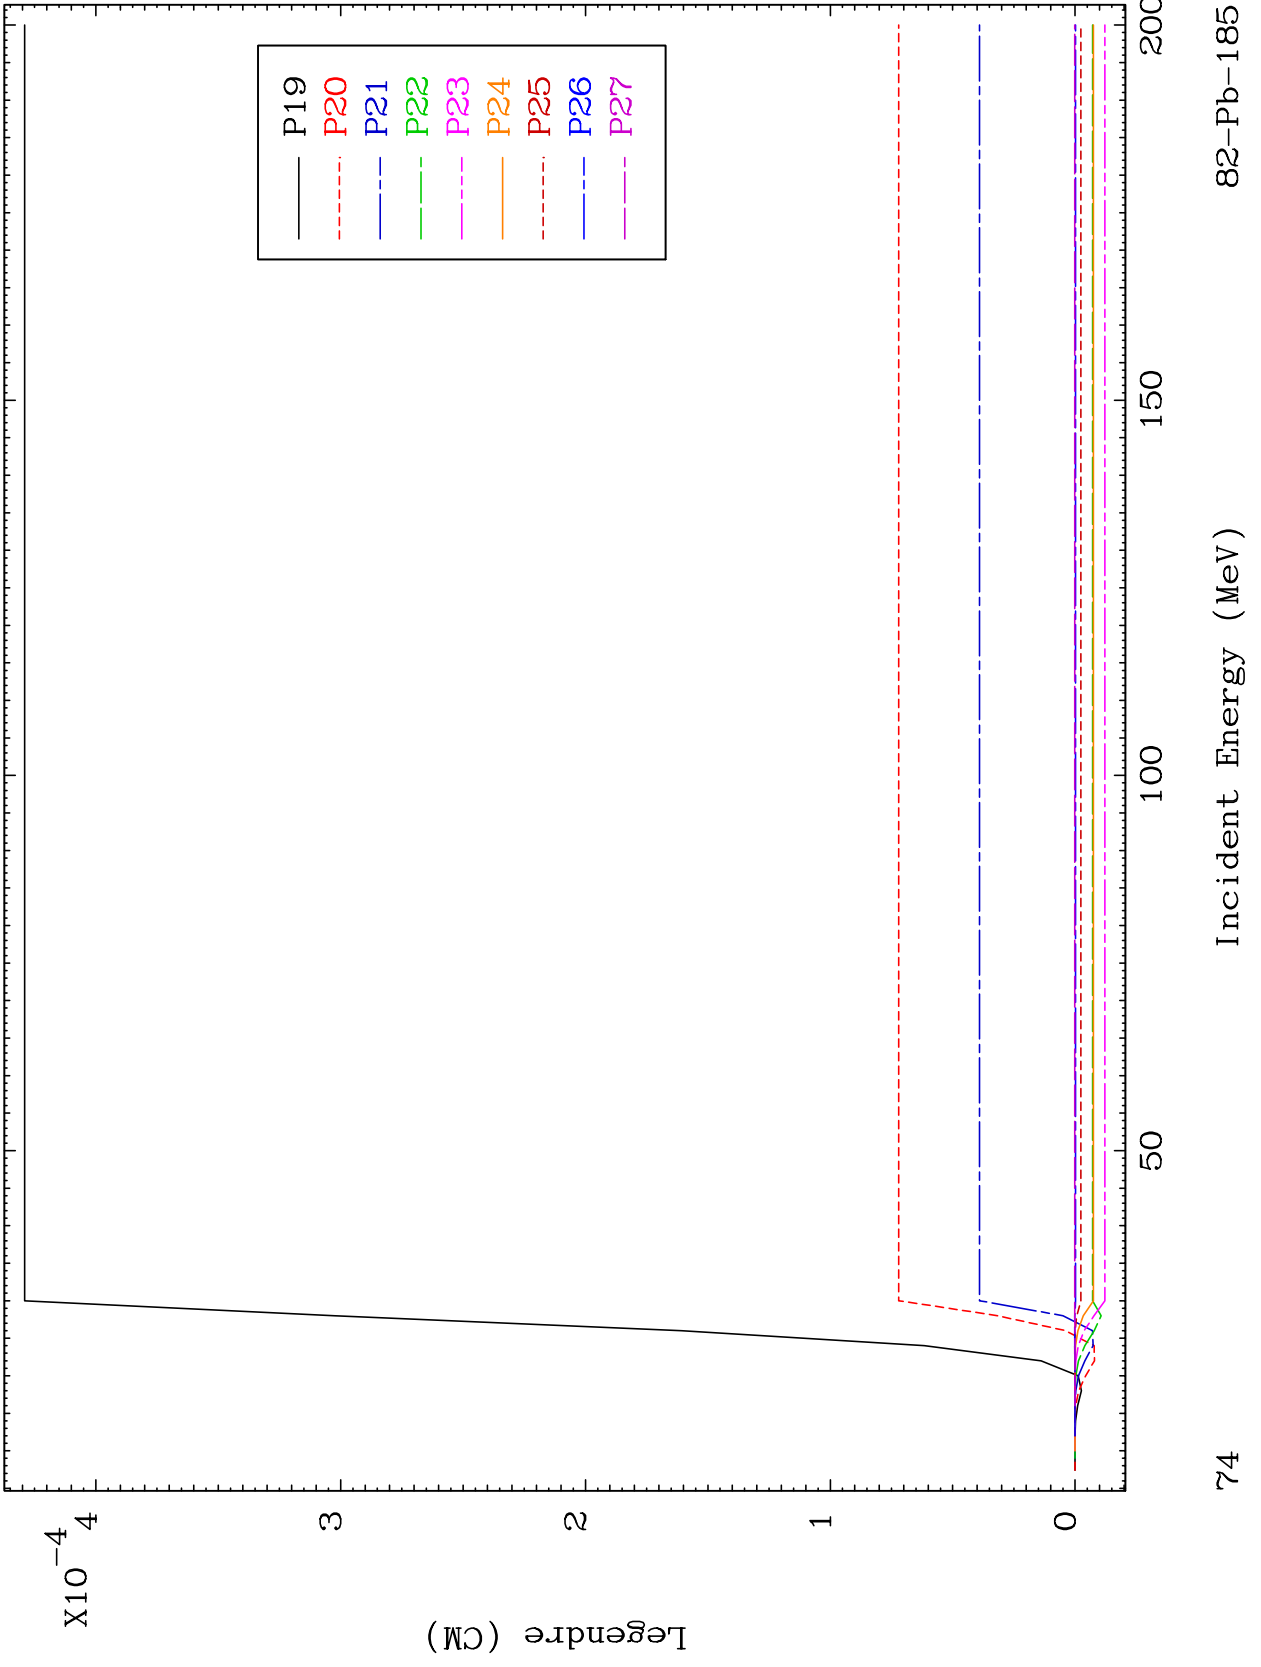 X10−4
4
3
2
1
0
Legendre (CM)
P19
P20
P21
P22
P23
P24
P25
P26
P27
50
100
150
200
Incident Energy (MeV)
74
82−Pb−185